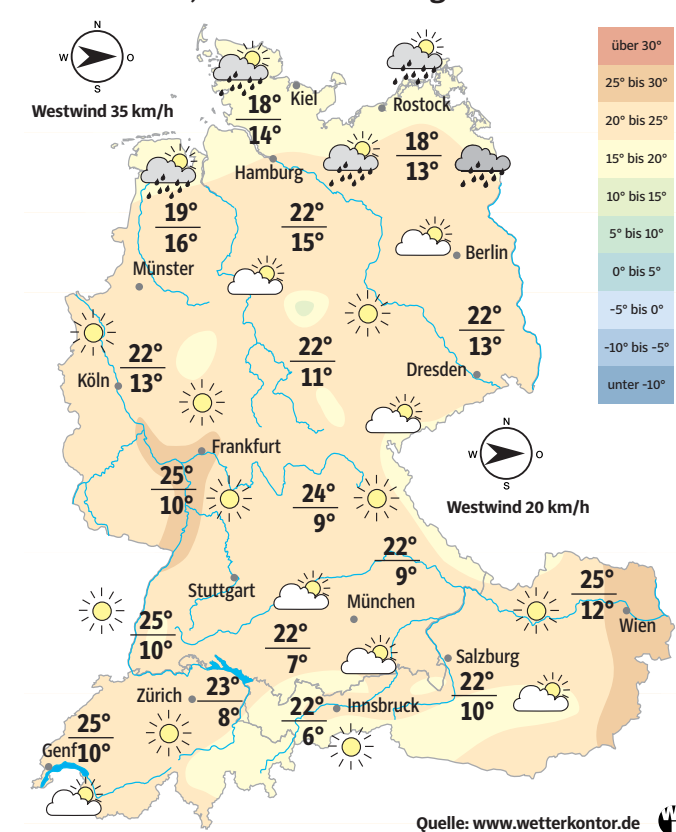 N
W O
S
Westwind 35 km/h
über 30°
25° bis 30°
20° bis 25°
15° bis 20°
10° bis 15°
5° bis 10°
0° bis 5°
-5° bis 0°
-10° bis -5°
unter -10°
18°
14°
Kiel
Rostock
Hamburg
18°
13°
19°
16°
22°
15°
Berlin
Münster
22°
13°
Köln
22°
11°
22°
13°
Dresden
Frankfurt
25°
10°
24°
9°
N
W O
S
Westwind 20 km/h
22°
9°
Stuttgart
München
25°
12°
Wien
25°
10°
22°
7°
Salzburg
22°
10°
Zürich
23°
8°
22°
6°
Innsbruck
25°
10°
Genf
Quelle: www.wetterkontor.de